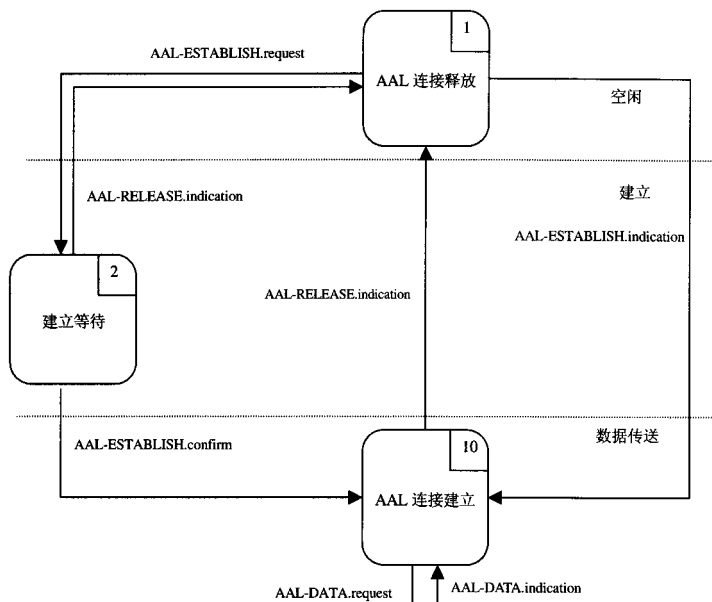 1
AAL-ESTABLISH.request
AAL 连接释放
空闲
AAL-RELEASE.indication
建立
AAL-ESTABLISH.indication
2
AAL-RELEASE.indication
建立等待
数据传送
AAL-ESTABLISH.confirm
10
AAL 连接建立
AAL-DATA.request
AAL-DATA.indication